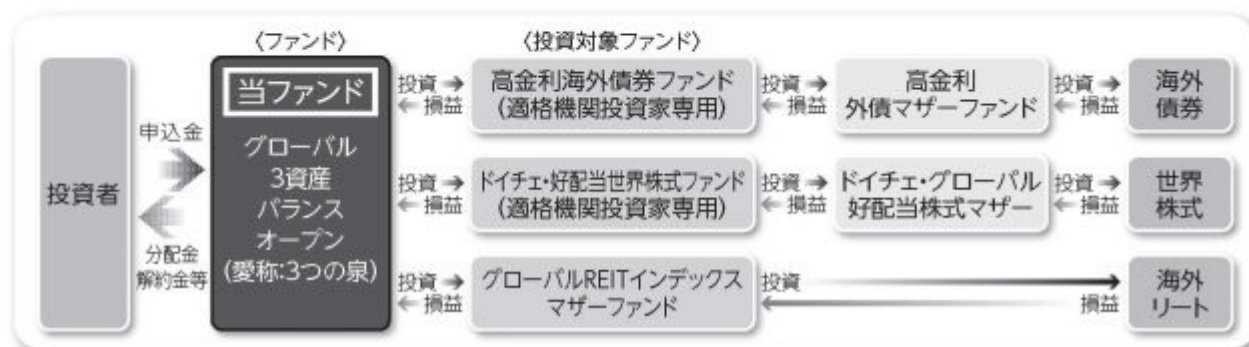 〈ファンド〉
〈投資対象ファンド〉
投資者
申込金
分配金
解約金等
当ファンド
グローバル
3資産
バランス
オープン
(愛称:3つの泉)
投資 →
← 損益
高金利海外債券ファンド
(適格機関投資家専用)
投資 →
← 損益
高金利
外債マザーファンド
投資 →
← 損益
海外
債券
投資 →
← 損益
ドイチェ・好配当世界株式ファンド
(適格機関投資家専用)
投資 →
← 損益
ドイチェ・グローバル
好配当株式マザー
投資 →
← 損益
世界
株式
投資 →
← 損益
グローバルREITインデックス
マザーファンド
投資
損益
海外
リート